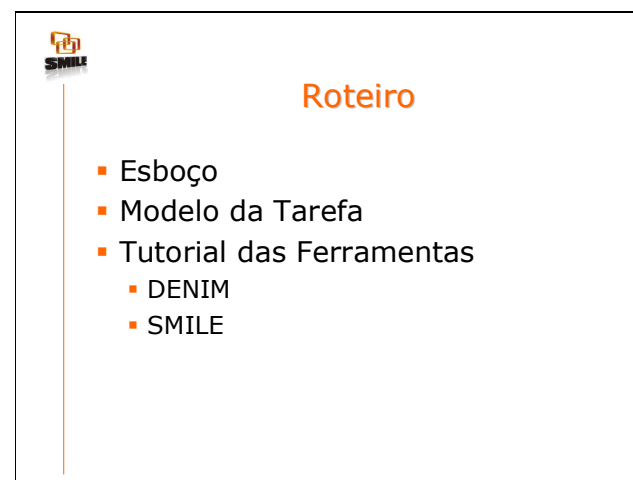 SMILE
Roteiro
Esboço
Modelo da Tarefa
Tutorial das Ferramentas
DENIM
SMILE